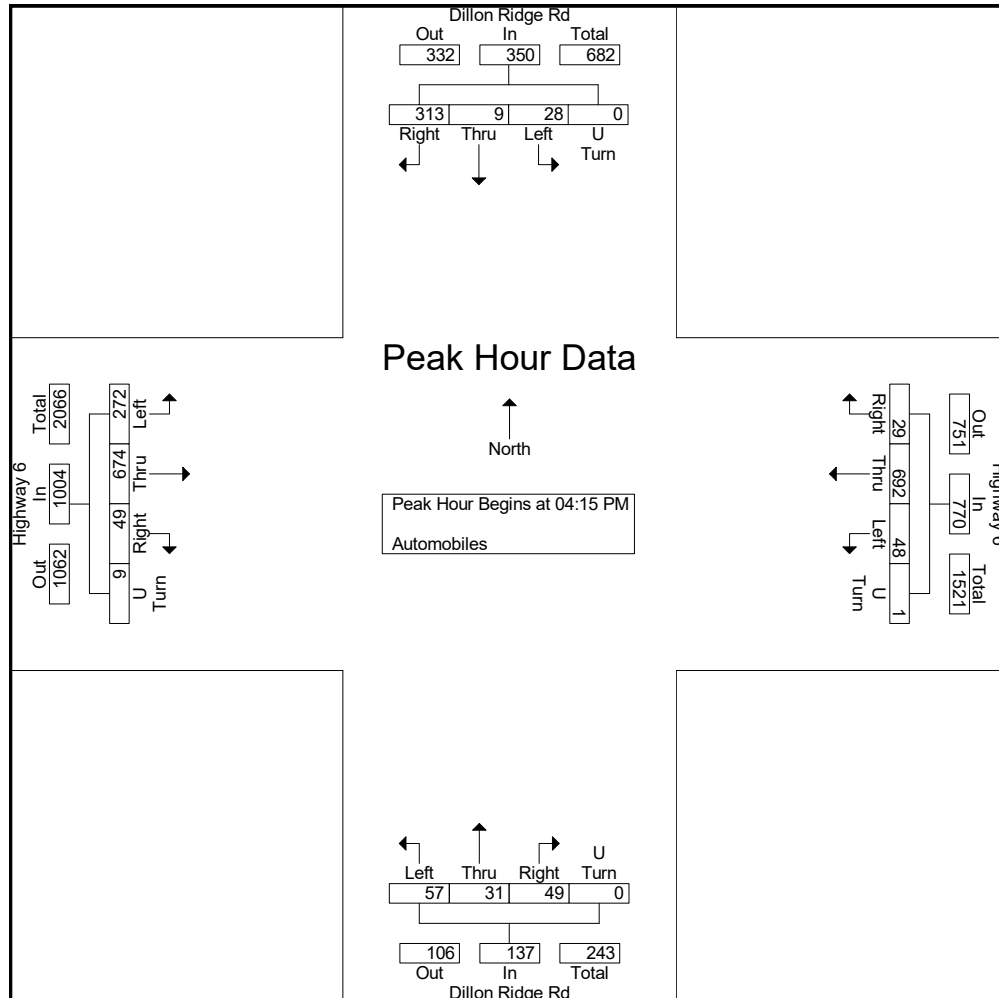 Dillon Ridge Rd
Out In Total
332 350 682
313 9 28 0
Right Thru Left U
Turn
Peak Hour Data
North
Peak Hour Begins at 04:15 PM
Automobiles
Highway 6
Total In Out
2066 1004 1062
272 674 49 9
Left Thru Right U
Turn
Out In Total
751 770 1521
29 692 48 1
Right Thru Left U
Turn
U
Left Thru Right Turn
57 31 49 0
106 137 243
Out In Total
Dillon Ridge Rd